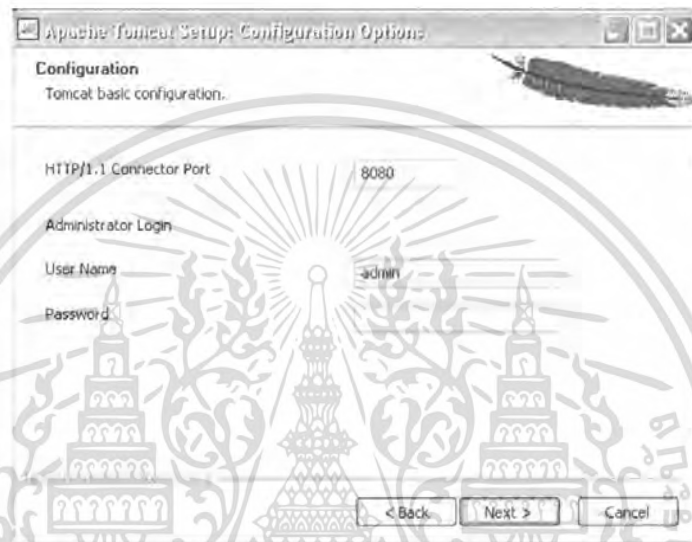 Apache Tomcat Setup: Configuration Options
Configuration
Tomcat basic configuration.
HTTP/1.1 Connector Port
8080
Administrator Login
User Name
admin
Password
< Back
Next >
Cancel